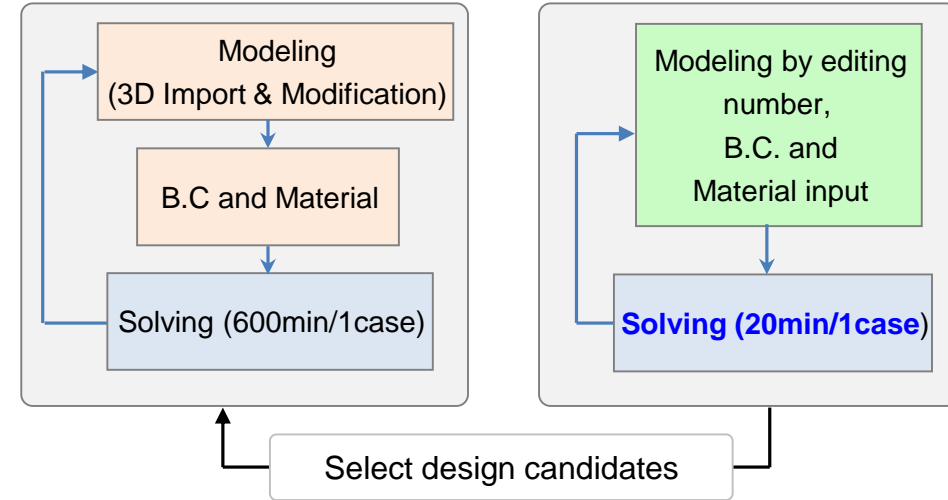 Modeling
(3D Import & Modification)
B.C and Material
Solving (600min/1case)
Modeling by editing
number,
B.C. and
Material input
Solving (20min/1case)
Select design candidates